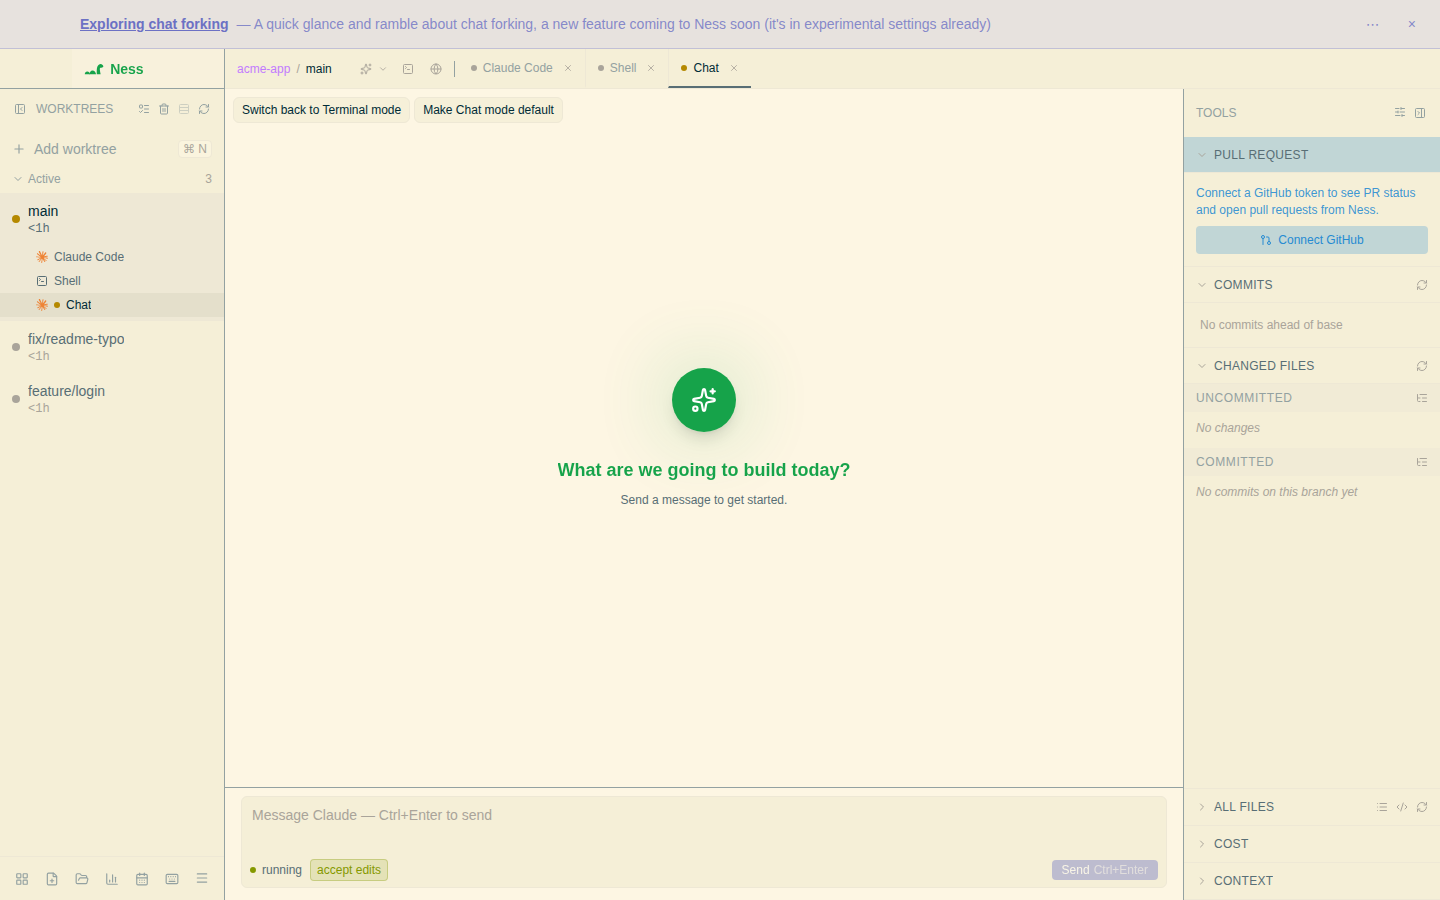 Exploring chat forking — A quick glance and ramble about chat forking, a new feature coming to Ness soon (it's in experimental settings already)
Ness
acme-app / main
Claude Code
Shell
Chat
WORKTREES
Add worktree
⌘ N
Active
3
main
<1h
Claude Code
Shell
Chat
fix/readme-typo
<1h
feature/login
<1h
Switch back to Terminal mode
Make Chat mode default
What are we going to build today?
Send a message to get started.
Message Claude — Ctrl+Enter to send
running
accept edits
Send Ctrl+Enter
TOOLS
PULL REQUEST
Connect a GitHub token to see PR status
and open pull requests from Ness.
Connect GitHub
COMMITS
No commits ahead of base
CHANGED FILES
UNCOMMITTED
No changes
COMMITTED
No commits on this branch yet
ALL FILES
COST
CONTEXT